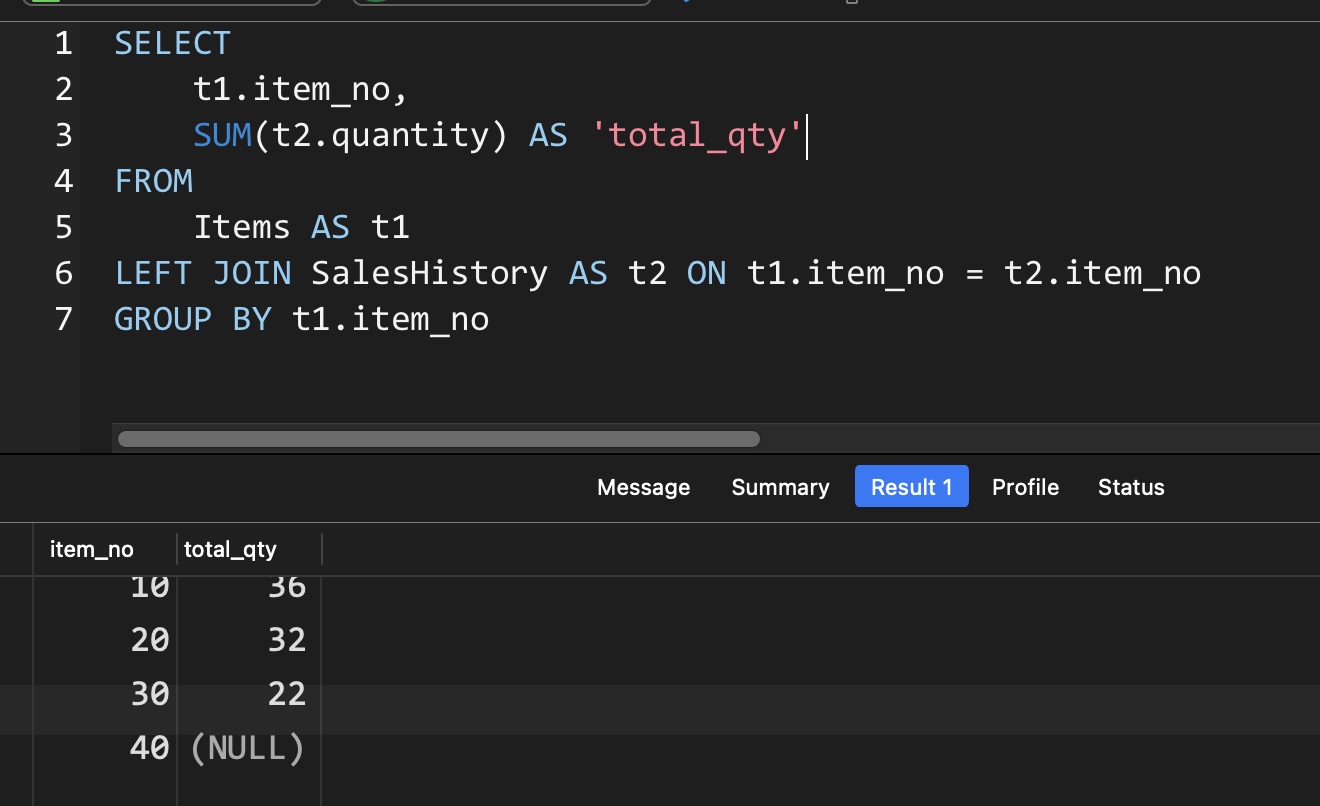 1 SELECT
2 t1.item_no,
3 SUM(t2.quantity) AS 'total_qty'
4 FROM
5 Items AS t1
6 LEFT JOIN SalesHistory AS t2 ON t1.item_no = t2.item_no
7 GROUP BY t1.item_no
Message Summary Result 1 Profile Status
item_no total_qty
10 36
20 32
30 22
40 (NULL)